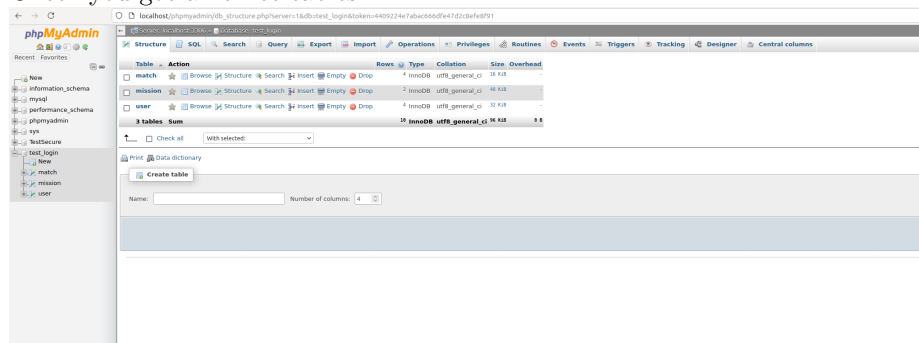 localhost/phpmyadmin/db_structure.php?server=1&db=test_login&token=4409224e7abac666dfe47d2c8efe8f91
phpMyAdmin
Server: localhost:3306 » Database: test_login
Structure SQL Search Query Export Import Operations Privileges Routines Events Triggers Tracking Designer Central columns
Recent Favorites
New
information_schema
mysql
performance_schema
phpmyadmin
sys
TestSecure
test_login
New
match
mission
user
Table Action Rows Type Collation Size Overhead
match Browse Structure Search Insert Empty Drop 4 InnoDB utf8_general_ci 16 KiB -
mission Browse Structure Search Insert Empty Drop 2 InnoDB utf8_general_ci 48 KiB -
user Browse Structure Search Insert Empty Drop 4 InnoDB utf8_general_ci 32 KiB -
3 tables Sum 10 InnoDB utf8_general_ci 96 KiB 0 B
Check all With selected:
Print Data dictionary
Create table
Name: Number of columns: 4